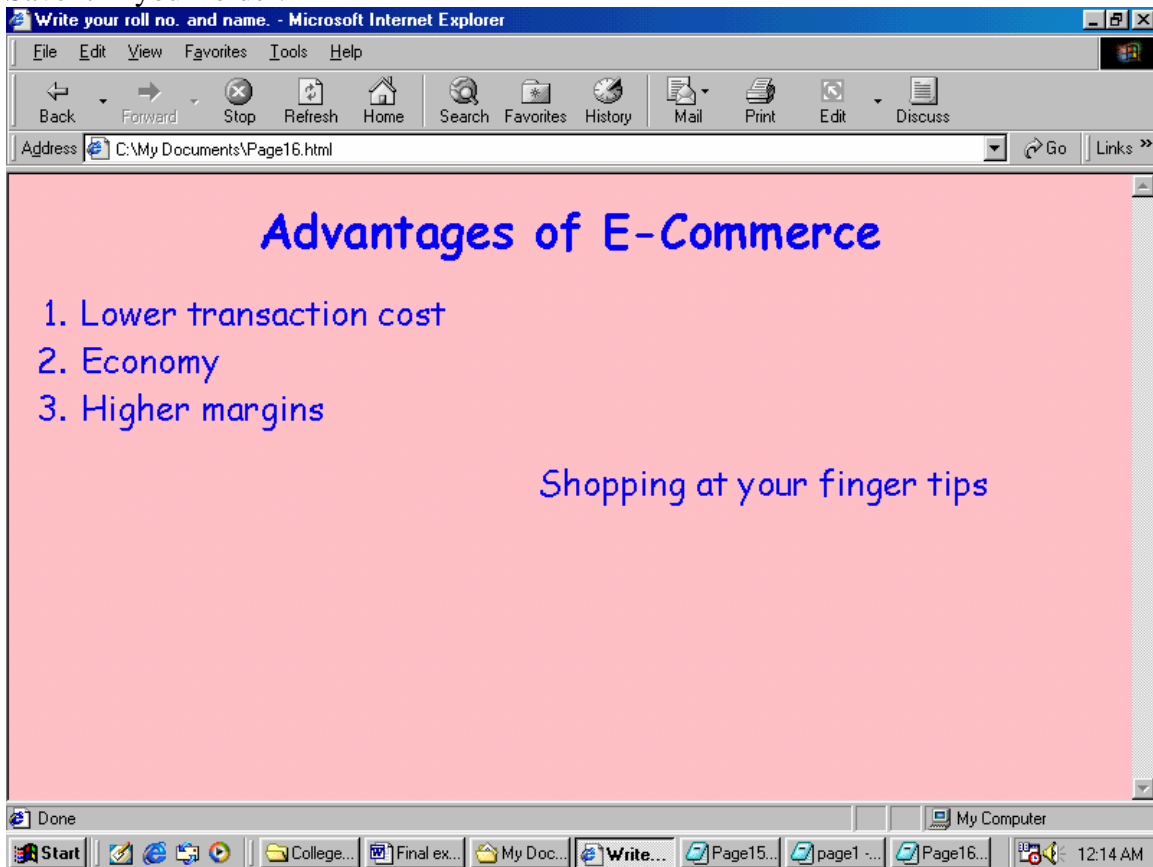 Write your roll no. and name. - Microsoft Internet Explorer
File Edit View Favorites Tools Help
Back Forward Stop Refresh Home Search Favorites History Mail Print Edit Discuss
Address C:\My Documents\Page16.html Go Links »
Advantages of E-Commerce
1. Lower transaction cost
2. Economy
3. Higher margins
Shopping at your finger tips
Done My Computer
Start College... Final ex... My Doc... Write... Page15... page1 -... Page16... 12:14 AM